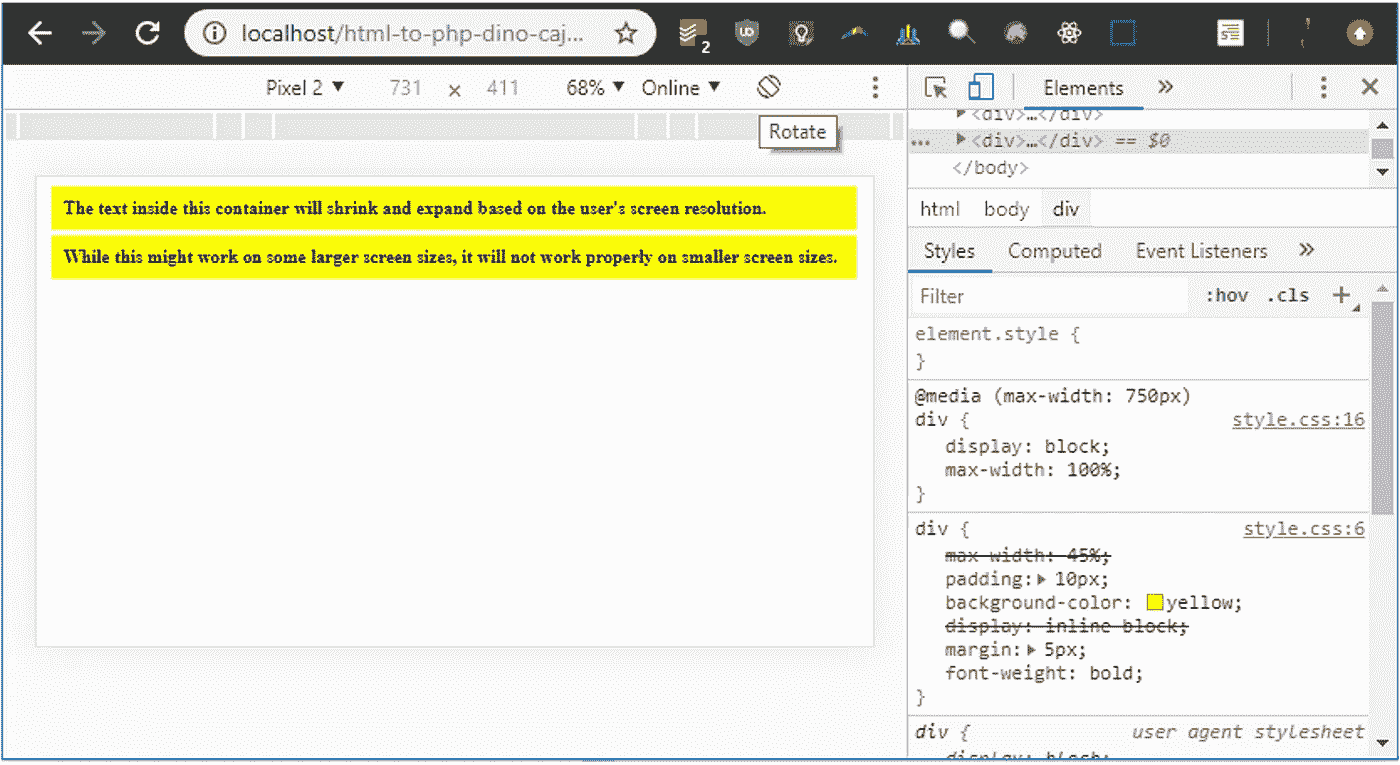 localhost/html-to-php-dino-caj...
2
UD
Pixel 2 ▼ 731 x 411 68% ▼ Online ▼
Rotate
The text inside this container will shrink and expand based on the user's screen resolution.
While this might work on some larger screen sizes, it will not work properly on smaller screen sizes.
Elements »
▶<div>…</div>
… ▶<div>…</div> == $0
</body>
html body div
Styles Computed Event Listeners »
Filter :hov .cls +
element.style {
}
@media (max-width: 750px)
div { style.css:16
display: block;
max-width: 100%;
}
div { style.css:6
max-width: 45%;
padding:▶ 10px;
background-color: yellow;
display: inline-block;
margin:▶ 5px;
font-weight: bold;
}
div { user agent stylesheet
display: block;